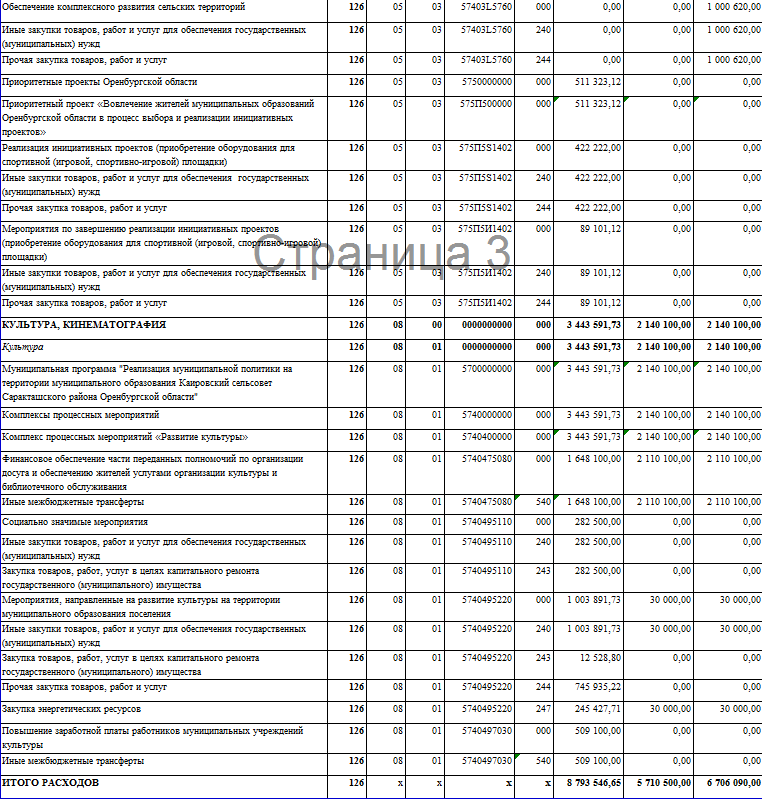 Обеспечение комплексного развития сельских территорий 126 05 03 57403L5760 000 0,00 0,00 1 000 620,00
Иные закупки товаров, работ и услуг для обеспечения государственных
(муниципальных) нужд 126 05 03 57403L5760 240 0,00 0,00 1 000 620,00
Прочая закупка товаров, работ и услуг 126 05 03 57403L5760 244 0,00 0,00 1 000 620,00
Приоритетные проекты Оренбургской области 126 05 03 5750000000 000 511 323,12 0,00 0,00
Приоритетный проект «Вовлечение жителей муниципальных образований 126 05 03 575П500000 000 511 323,12 0,00 0,00
Оренбургской области в процесс выбора и реализации инициативных
проектов»
Реализация инициативных проектов (приобретение оборудования для 126 05 03 575П5S1402 000 422 222,00 0,00 0,00
спортивной (игровой, спортивно-игровой) площадки)
Иные закупки товаров, работ и услуг для обеспечения государственных 126 05 03 575П5S1402 240 422 222,00 0,00 0,00
(муниципальных) нужд
Прочая закупка товаров, работ и услуг 126 05 03 575П5S1402 244 422 222,00 0,00 0,00
Мероприятия по завершению реализации инициативных проектов 126 05 03 575П5И1402 000 89 101,12 0,00 0,00
(приобретение оборудования для спортивной (игровой, спортивно-игровой)
площадки)
Страница 3
Иные закупки товаров, работ и услуг для обеспечения государственных 126 05 03 575П5И1402 240 89 101,12 0,00 0,00
(муниципальных) нужд
Прочая закупка товаров, работ и услуг 126 05 03 575П5И1402 244 89 101,12 0,00 0,00
КУЛЬТУРА, КИНЕМАТОГРАФИЯ 126 08 00 0000000000 000 3 443 591,73 2 140 100,00 2 140 100,00
Культура 126 08 01 0000000000 000 3 443 591,73 2 140 100,00 2 140 100,00
Муниципальная программа "Реализация муниципальной политики на 126 08 01 5700000000 000 3 443 591,73 2 140 100,00 2 140 100,00
территории муниципального образования Каировский сельсовет
Саракташского района Оренбургской области"
Комплексы процессных мероприятий 126 08 01 5740000000 000 3 443 591,73 2 140 100,00 2 140 100,00
Комплекс процессных мероприятий «Развитие культуры» 126 08 01 5740400000 000 3 443 591,73 2 140 100,00 2 140 100,00
Финансовое обеспечение части переданных полномочий по организации 126 08 01 5740475080 000 1 648 100,00 2 110 100,00 2 110 100,00
досуга и обеспечению жителей услугами организации культуры и
библиотечного обслуживания
Иные межбюджетные трансферты 126 08 01 5740475080 540 1 648 100,00 2 110 100,00 2 110 100,00
Социально значимые мероприятия 126 08 01 5740495110 000 282 500,00 0,00 0,00
Иные закупки товаров, работ и услуг для обеспечения государственных 126 08 01 5740495110 240 282 500,00 0,00 0,00
(муниципальных) нужд
Закупка товаров, работ, услуг в целях капитального ремонта 126 08 01 5740495110 243 282 500,00 0,00 0,00
государственного (муниципального) имущества
Мероприятия, направленные на развитие культуры на территории 126 08 01 5740495220 000 1 003 891,73 30 000,00 30 000,00
муниципального образования поселения
Иные закупки товаров, работ и услуг для обеспечения государственных 126 08 01 5740495220 240 1 003 891,73 30 000,00 30 000,00
(муниципальных) нужд
Закупка товаров, работ, услуг в целях капитального ремонта 126 08 01 5740495220 243 12 528,80 0,00 0,00
государственного (муниципального) имущества
Прочая закупка товаров, работ и услуг 126 08 01 5740495220 244 745 935,22 0,00 0,00
Закупка энергетических ресурсов 126 08 01 5740495220 247 245 427,71 30 000,00 30 000,00
Повышение заработной платы работников муниципальных учреждений 126 08 01 5740497030 000 509 100,00 0,00 0,00
культуры
Иные межбюджетные трансферты 126 08 01 5740497030 540 509 100,00 0,00 0,00
ИТОГО РАСХОДОВ 126 х х х х 8 793 546,65 5 710 500,00 6 706 090,00